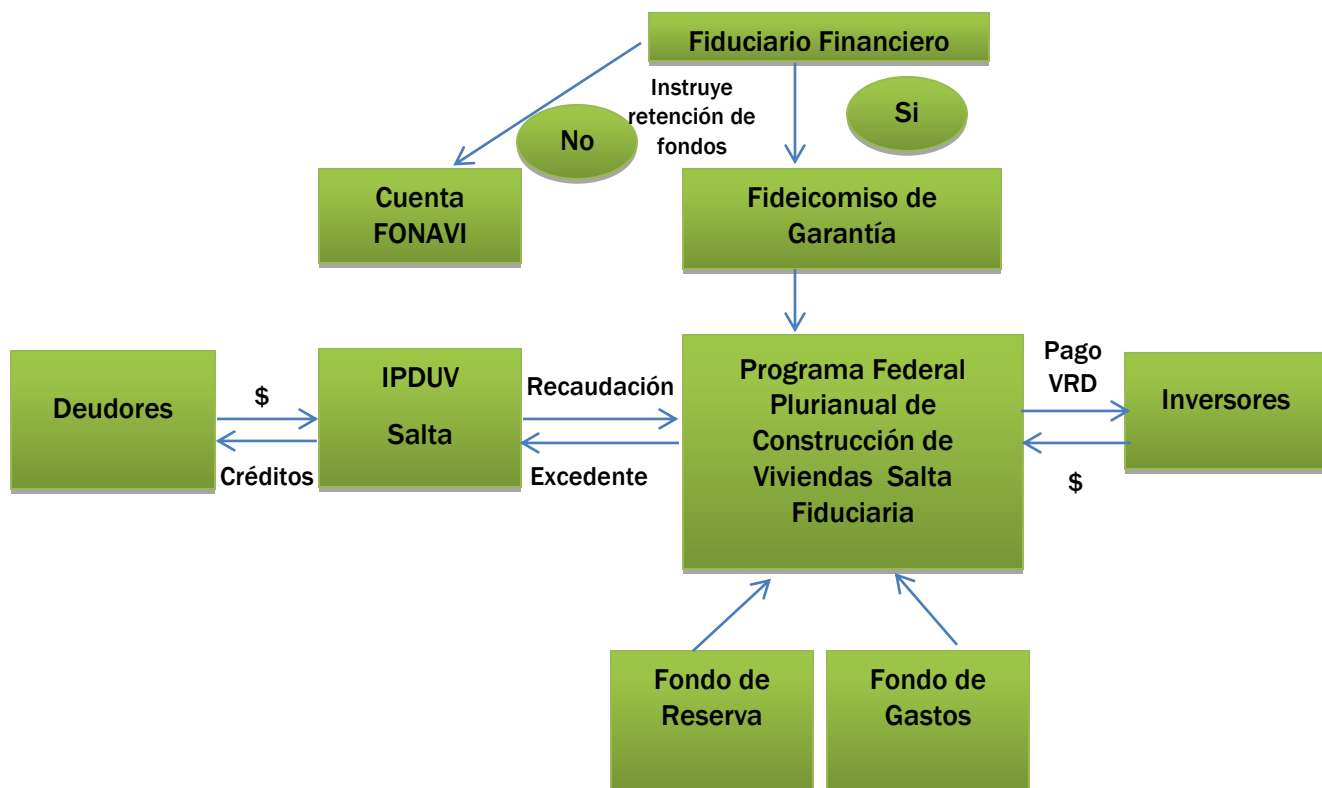 Fiduciario Financiero
Instruye
retención de
fondos
Si
No
Cuenta
FONAVI
Fideicomiso de
Garantía
Deudores
$
Créditos
IPDUV
Salta
Recaudación
Excedente
Programa Federal
Plurianual de
Construcción de
Viviendas Salta
Fiduciaria
Pago
VRD
$
Inversores
Fondo de
Reserva
Fondo de
Gastos